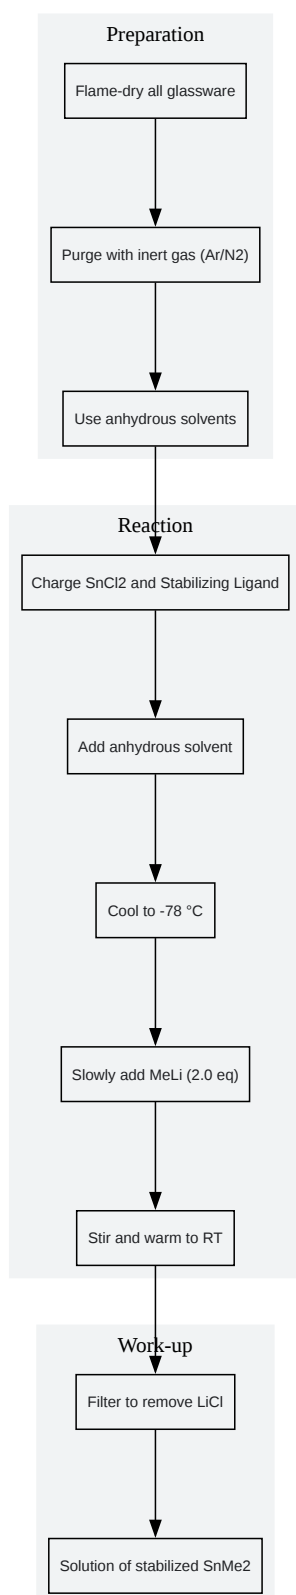 Preparation
Flame-dry all glassware
Purge with inert gas (Ar/N2)
Use anhydrous solvents
Reaction
Charge SnCl2 and Stabilizing Ligand
Add anhydrous solvent
Cool to -78 °C
Slowly add MeLi (2.0 eq)
Stir and warm to RT
Work-up
Filter to remove LiCl
Solution of stabilized SnMe2